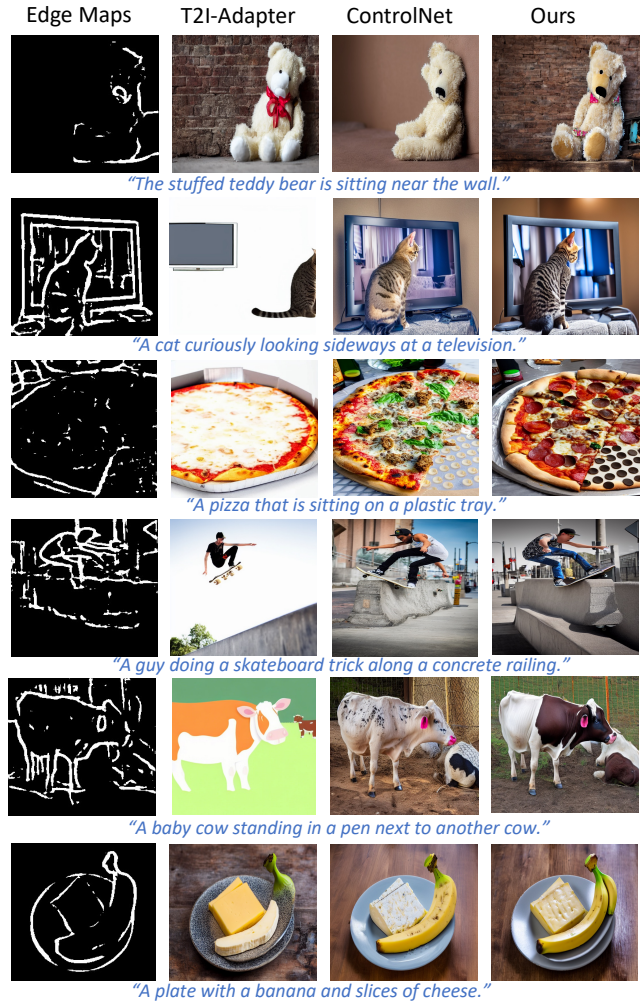 Edge Maps T2I-Adapter ControlNet Ours
“The stuffed teddy bear is sitting near the wall.”
“A cat curiously looking sideways at a television.”
“A pizza that is sitting on a plastic tray.”
“A guy doing a skateboard trick along a concrete railing.”
“A baby cow standing in a pen next to another cow.”
“A plate with a banana and slices of cheese.”